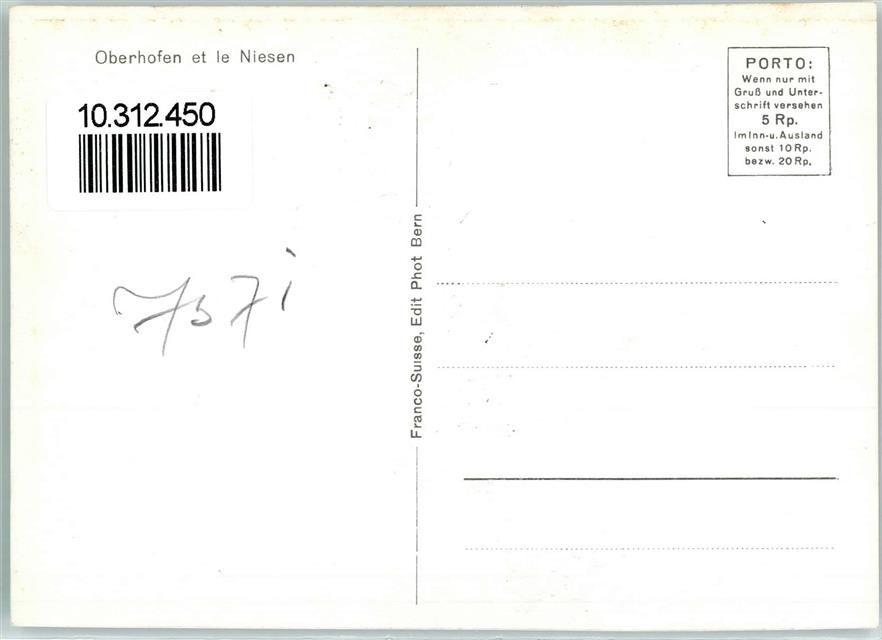 Oberhofen et le Niesen
10.312.450
Franco-Suisse, Edit Phot Bern
PORTO:
Wenn nur mit
Gruß und Unter-
schrift versehen
5 Rp.
Im Inn- u. Ausland
sonst 10 Rp.
bezw. 20 Rp.